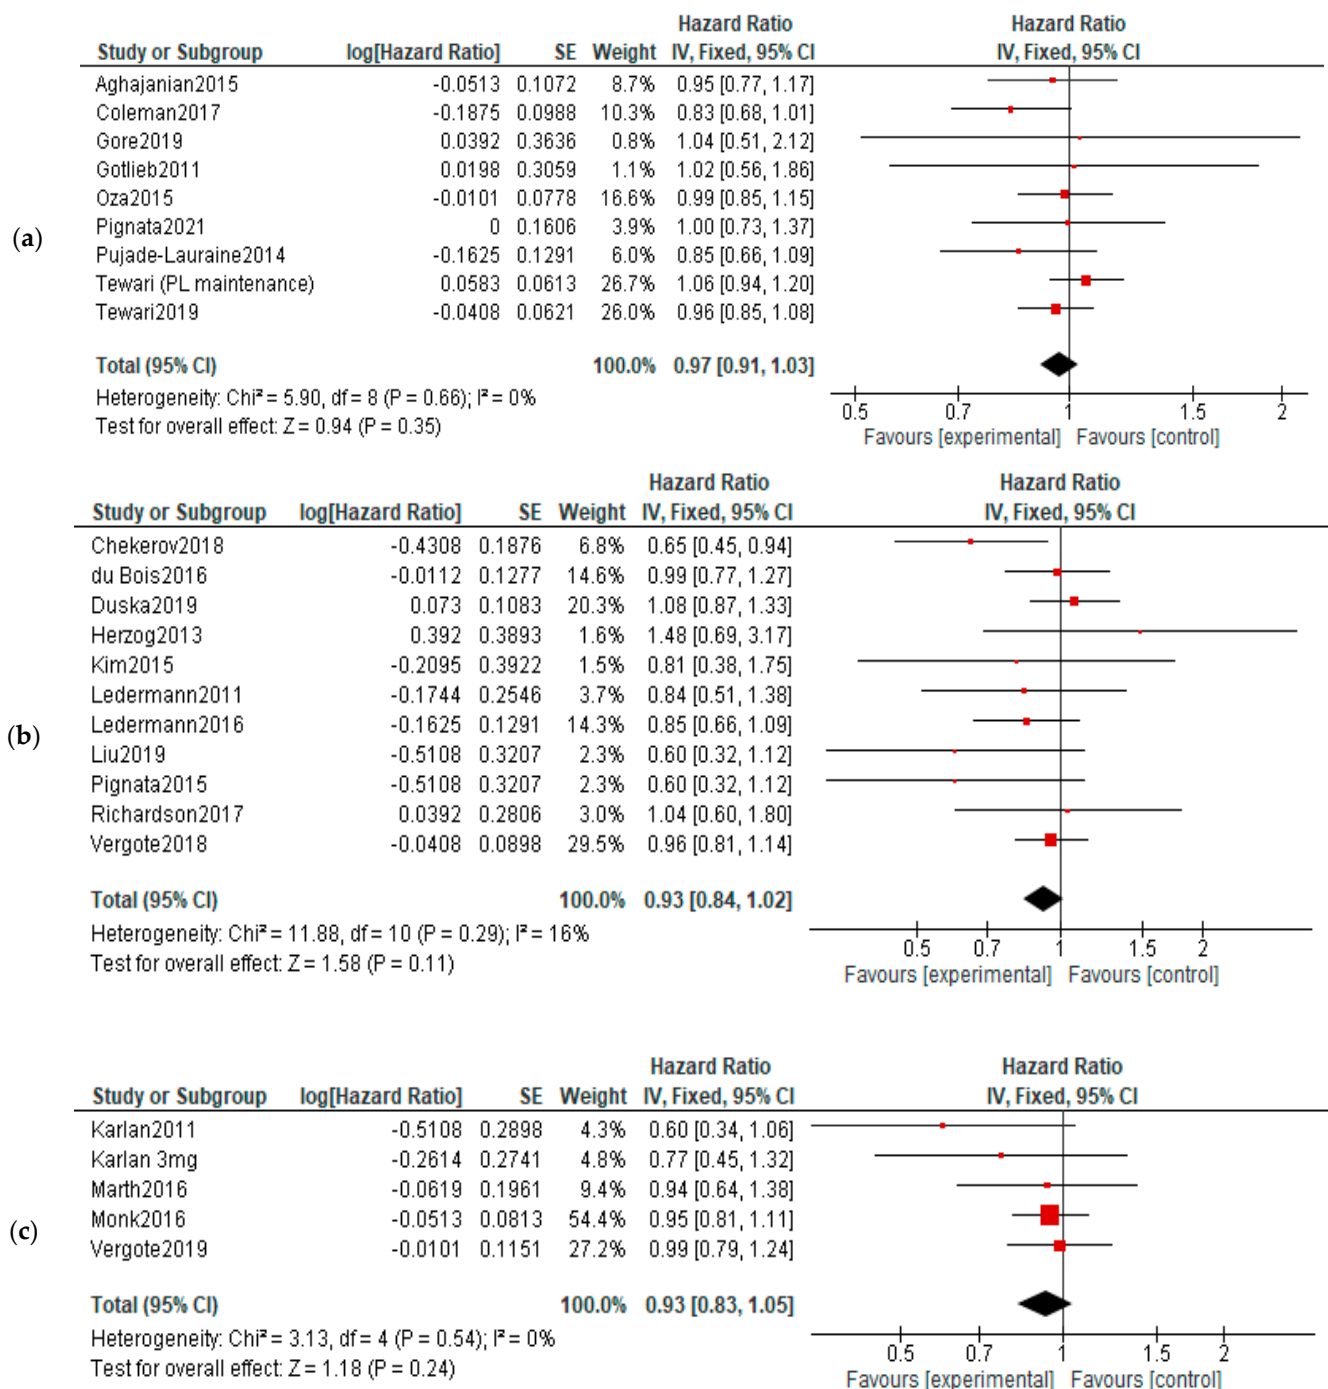 Hazard Ratio Hazard Ratio
Study or Subgroup log[Hazard Ratio] SE Weight IV, Fixed, 95% CI IV, Fixed, 95% CI
Aghajanian2015 -0.0513 0.1072 8.7% 0.95 [0.77, 1.17]
Coleman2017 -0.1875 0.0988 10.3% 0.83 [0.68, 1.01]
Gore2019 0.0392 0.3636 0.8% 1.04 [0.51, 2.12]
Gotlieb2011 0.0198 0.3059 1.1% 1.02 [0.56, 1.86]
Oza2015 -0.0101 0.0778 16.6% 0.99 [0.85, 1.15]
(a)
Pignata2021 0 0.1606 3.9% 1.00 [0.73, 1.37]
Pujade-Lauraine2014 -0.1625 0.1291 6.0% 0.85 [0.66, 1.09]
Tewari (PL maintenance) 0.0583 0.0613 26.7% 1.06 [0.94, 1.20]
Tewari2019 -0.0408 0.0621 26.0% 0.96 [0.85, 1.08]
Total (95% CI) 100.0% 0.97 [0.91, 1.03]
Heterogeneity: Chi² = 5.90, df = 8 (P = 0.66); I² = 0%
Test for overall effect: Z = 0.94 (P = 0.35)
0.5 0.7 1 1.5 2
Favours [experimental] Favours [control]
Hazard Ratio Hazard Ratio
Study or Subgroup log[Hazard Ratio] SE Weight IV, Fixed, 95% CI IV, Fixed, 95% CI
Chekerov2018 -0.4308 0.1876 6.8% 0.65 [0.45, 0.94]
du Bois2016 -0.0112 0.1277 14.6% 0.99 [0.77, 1.27]
Duska2019 0.073 0.1083 20.3% 1.08 [0.87, 1.33]
Herzog2013 0.392 0.3893 1.6% 1.48 [0.69, 3.17]
Kim2015 -0.2095 0.3922 1.5% 0.81 [0.38, 1.75]
Ledermann2011 -0.1744 0.2546 3.7% 0.84 [0.51, 1.38]
Ledermann2016 -0.1625 0.1291 14.3% 0.85 [0.66, 1.09]
(b)
Liu2019 -0.5108 0.3207 2.3% 0.60 [0.32, 1.12]
Pignata2015 -0.5108 0.3207 2.3% 0.60 [0.32, 1.12]
Richardson2017 0.0392 0.2806 3.0% 1.04 [0.60, 1.80]
Vergote2018 -0.0408 0.0898 29.5% 0.96 [0.81, 1.14]
Total (95% CI) 100.0% 0.93 [0.84, 1.02]
Heterogeneity: Chi² = 11.88, df = 10 (P = 0.29); I² = 16%
Test for overall effect: Z = 1.58 (P = 0.11)
0.5 0.7 1 1.5 2
Favours [experimental] Favours [control]
Hazard Ratio Hazard Ratio
Study or Subgroup log[Hazard Ratio] SE Weight IV, Fixed, 95% CI IV, Fixed, 95% CI
Karlan2011 -0.5108 0.2898 4.3% 0.60 [0.34, 1.06]
Karlan 3mg -0.2614 0.2741 4.8% 0.77 [0.45, 1.32]
Marth2016 -0.0619 0.1961 9.4% 0.94 [0.64, 1.38]
Monk2016 -0.0513 0.0813 54.4% 0.95 [0.81, 1.11]
(c)
Vergote2019 -0.0101 0.1151 27.2% 0.99 [0.79, 1.24]
Total (95% CI) 100.0% 0.93 [0.83, 1.05]
Heterogeneity: Chi² = 3.13, df = 4 (P = 0.54); I² = 0%
Test for overall effect: Z = 1.18 (P = 0.24)
0.5 0.7 1 1.5 2
Favours [experimental] Favours [control]